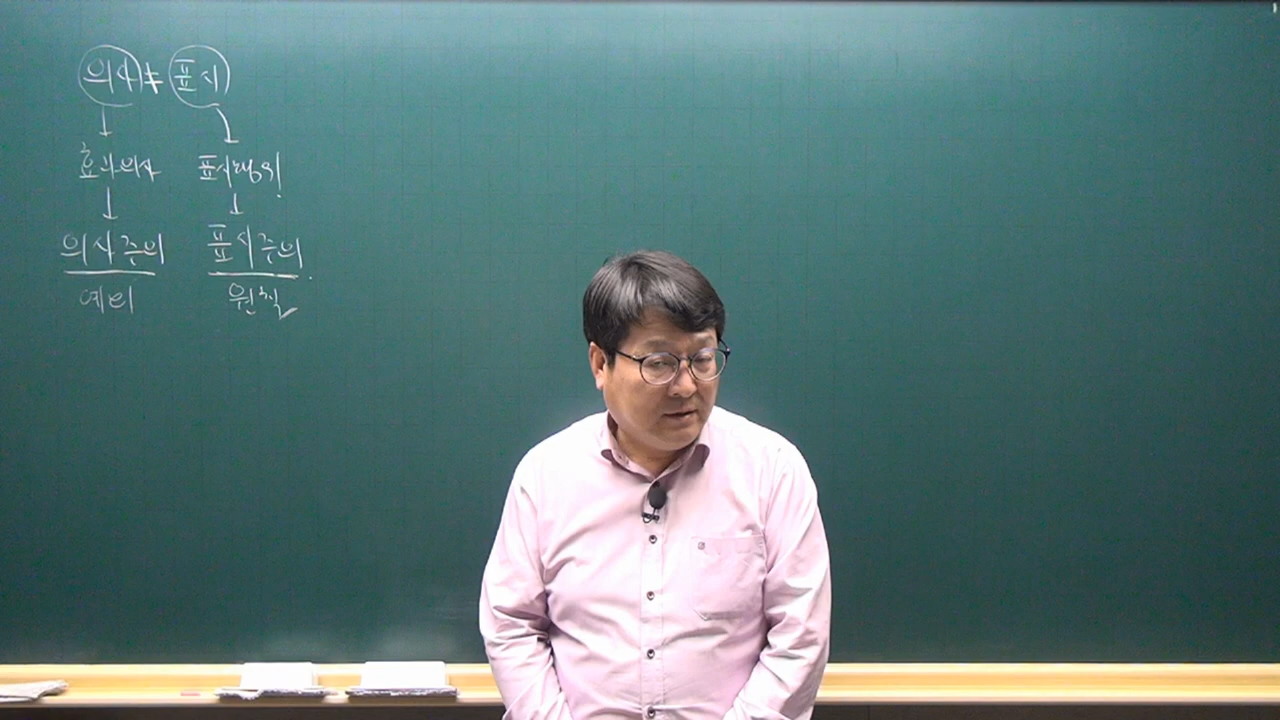 의사 ≠ 표시
↓ ↓
효과의사 표시행위
↓ ↓
의사주의 표시주의
예외 원칙